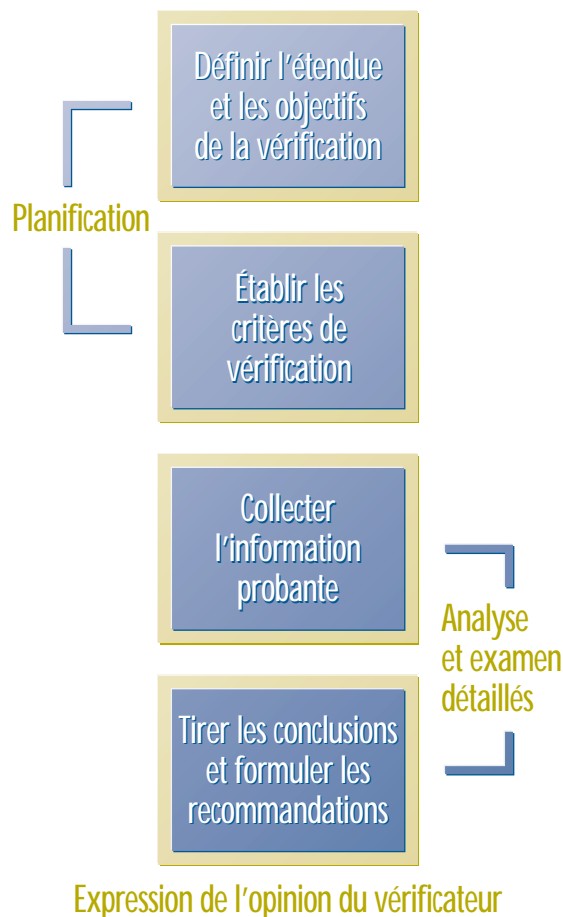 Définir l'étendue
et les objectifs
de la vérification
Planification
Établir les
critères de
vérification
Collecter
l'information
probante
Analyse
et examen
détaillés
Tirer les conclusions
et formuler les
recommandations
Expression de l'opinion du vérificateur